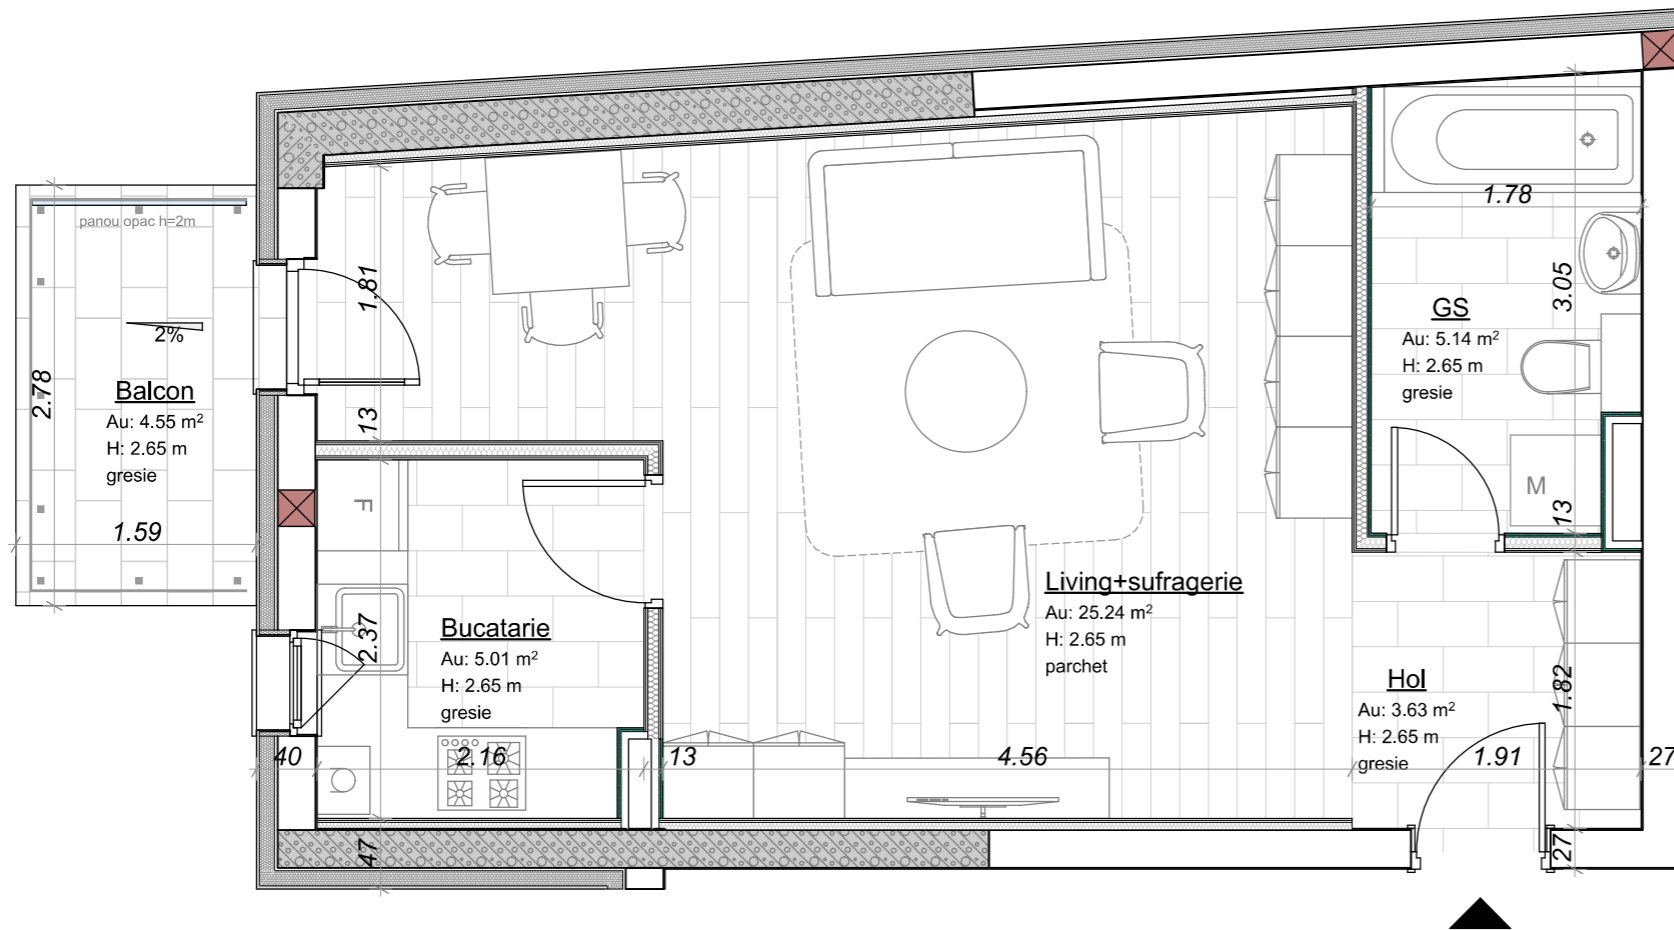 panou opac h=2m
2%
2.78
Balcon
Au: 4.55 m²
H: 2.65 m
gresie
1.59
1.81
13
F
2.37
Bucatarie
Au: 5.01 m²
H: 2.65 m
gresie
40
2.16
13
47
Living+sufragerie
Au: 25.24 m²
H: 2.65 m
parchet
4.56
1.78
3.05
GS
Au: 5.14 m²
H: 2.65 m
gresie
M
13
Hol
Au: 3.63 m²
H: 2.65 m
gresie
1.82
1.91
27
27